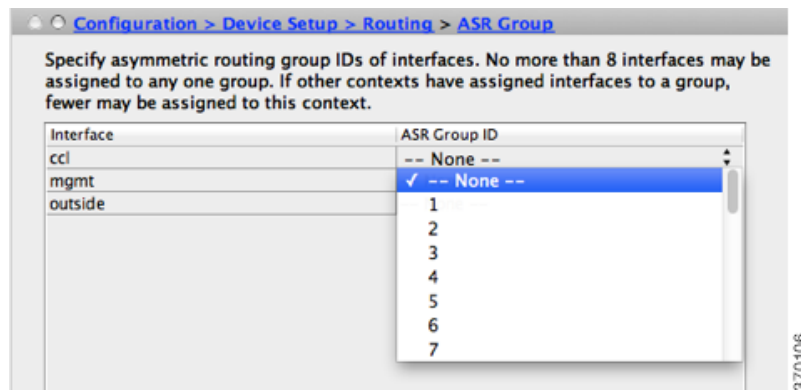 Configuration > Device Setup > Routing > ASR Group
Specify asymmetric routing group IDs of interfaces. No more than 8 interfaces may be
assigned to any one group. If other contexts have assigned interfaces to a group,
fewer may be assigned to this context.
Interface ASR Group ID
ccl -- None --
mgmt ✓ -- None --
outside 1
2
3
4
5
6
7
370106